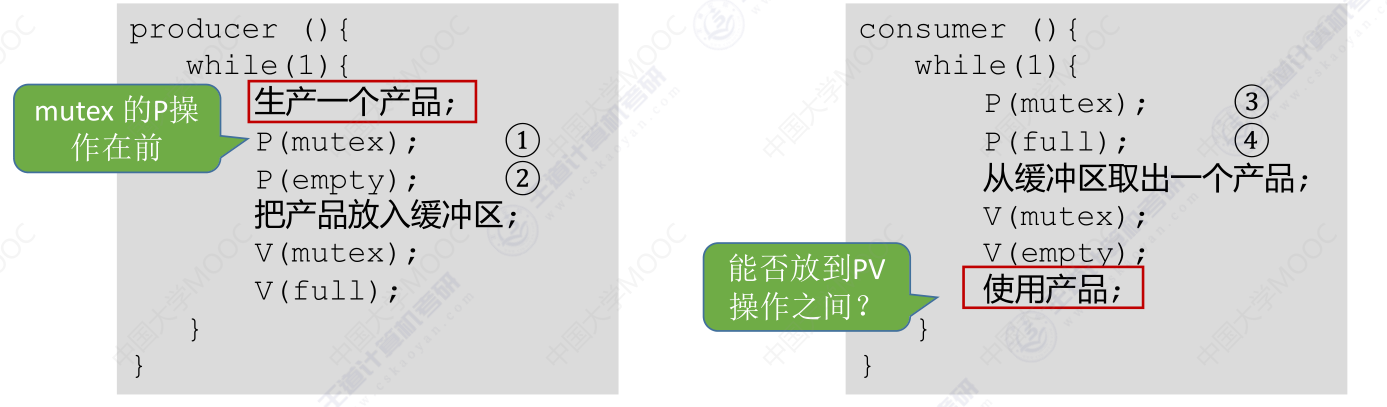 producer (){
while(1){
生产一个产品;
mutex 的P操
作在前
P(mutex); ①
P(empty); ②
把产品放入缓冲区;
V(mutex);
V(full);
}
}
consumer (){
while(1){
P(mutex); ③
P(full); ④
从缓冲区取出一个产品;
V(mutex);
V(empty);
能否放到PV
操作之间?
使用产品;
}
}
中国大学MOOC
王道计算机考研
www.cskaoyan.com